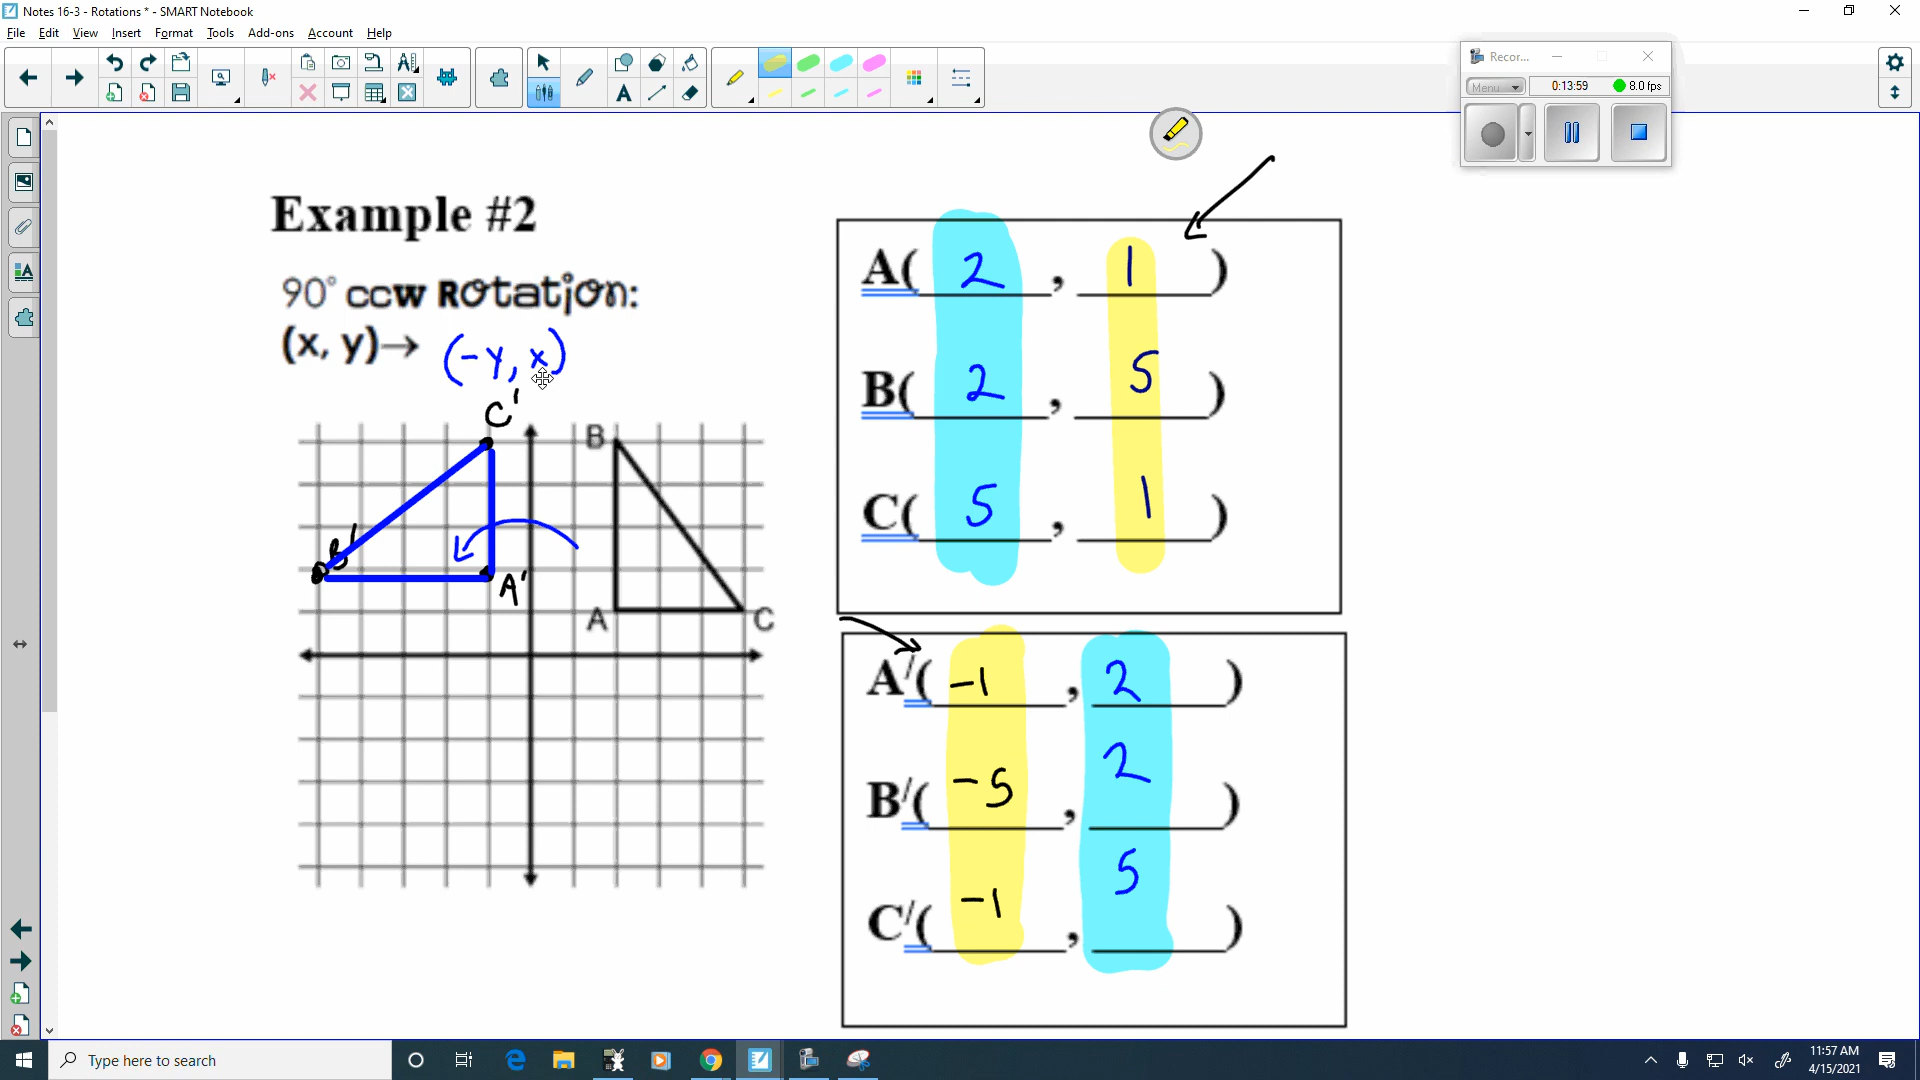 Notes 16-3 - Rotations * - SMART Notebook
File Edit View Insert Format Tools Add-ons Account Help
Recor...
Menu 0:13:59 8.0 fps
Example #2
90° ccw Rotation:
(x, y)→ (-y, x)
C'
B
B'
A'
A
C
A( 2 , 1 )
B( 2 , 5 )
C( 5 , 1 )
A/( -1 , 2 )
B/( -5 , 2 )
C/( -1 , 5 )
Type here to search
11:57 AM
4/15/2021